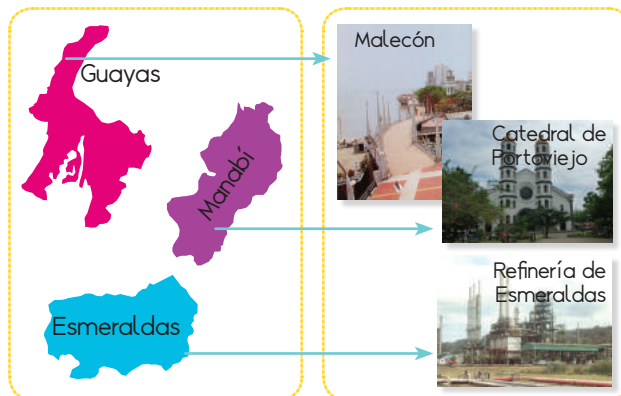 Guayas
Manabí
Esmeraldas
Malecón
Catedral de
Portoviejo
Refinería de
Esmeraldas